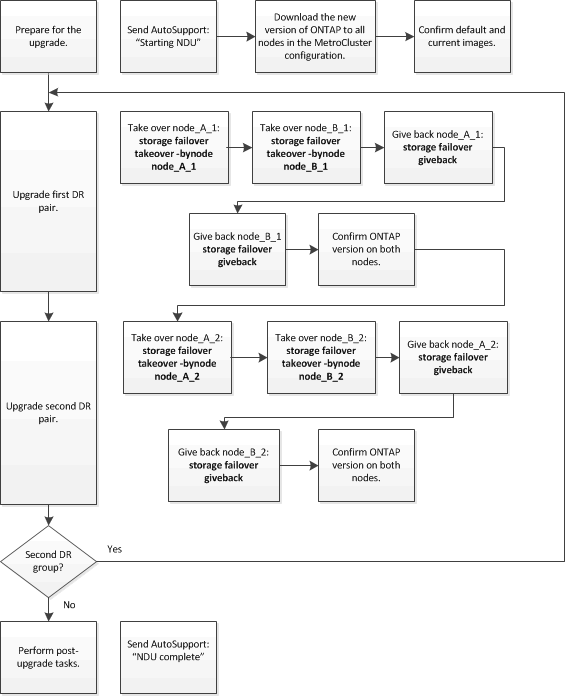 Prepare for the
upgrade.
Send AutoSupport:
“Starting NDU”
Download the new
version of ONTAP to all
nodes in the MetroCluster
configuration.
Confirm default and
current images.
Upgrade first DR
pair.
Take over node_A_1:
storage failover
takeover -bynode
node_A_1
Take over node_B_1:
storage failover
takeover -bynode
node_B_1
Give back node_A_1:
storage failover
giveback
Give back node_B_1
storage failover
giveback
Confirm ONTAP
version on both
nodes.
Upgrade second DR
pair.
Take over node_A_2:
storage failover
takeover -bynode
node_A_2
Take over node_B_2:
storage failover
takeover -bynode
node_B_2
Give back node_A_2:
storage failover
giveback
Give back node_B_2:
storage failover
giveback
Confirm ONTAP
version on both
nodes.
Second DR
group?
Yes
No
Perform post-
upgrade tasks.
Send AutoSupport:
“NDU complete”